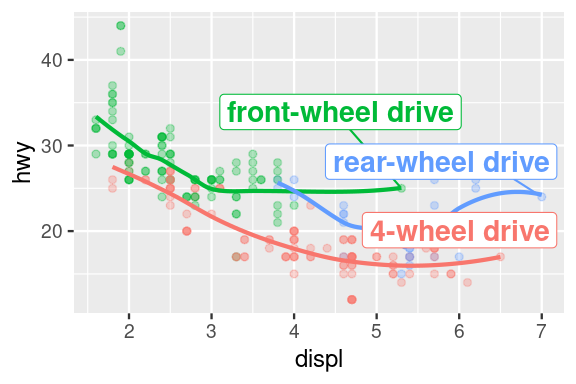 40
30
20
hwy
front-wheel drive
rear-wheel drive
4-wheel drive
2 3 4 5 6 7
displ